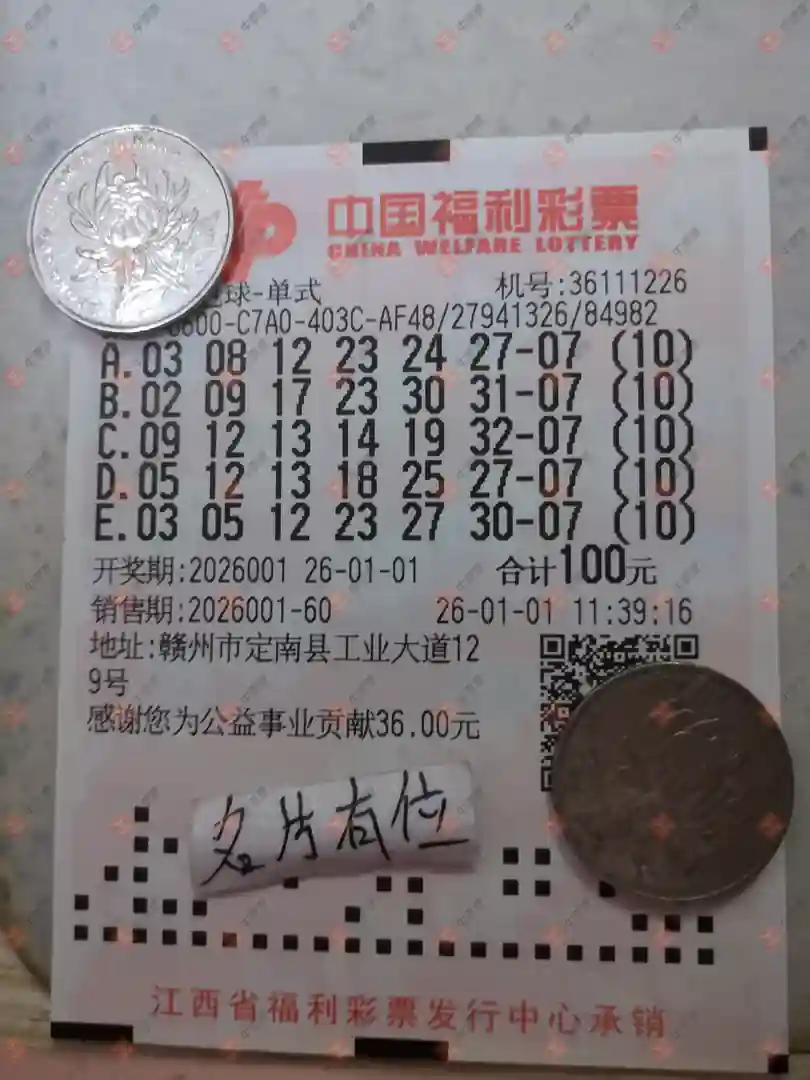 中国福利彩票
CHINA WELFARE LOTTERY
球-单式 机号:36111226
600-C7A0-403C-AF48/27941326/84982
A.03 08 12 23 24 27-07 (10)
B.02 09 17 23 30 31-07 (10)
C.09 12 13 14 19 32-07 (10)
D.05 12 13 18 25 27-07 (10)
E.03 05 12 23 27 30-07 (10)
开奖期:2026001 26-01-01 合计100元
销售期:2026001-60 26-01-01 11:39:16
地址:赣州市定南县工业大道12
9号
感谢您为公益事业贡献36.00元
名片有位
江西省福利彩票发行中心承销